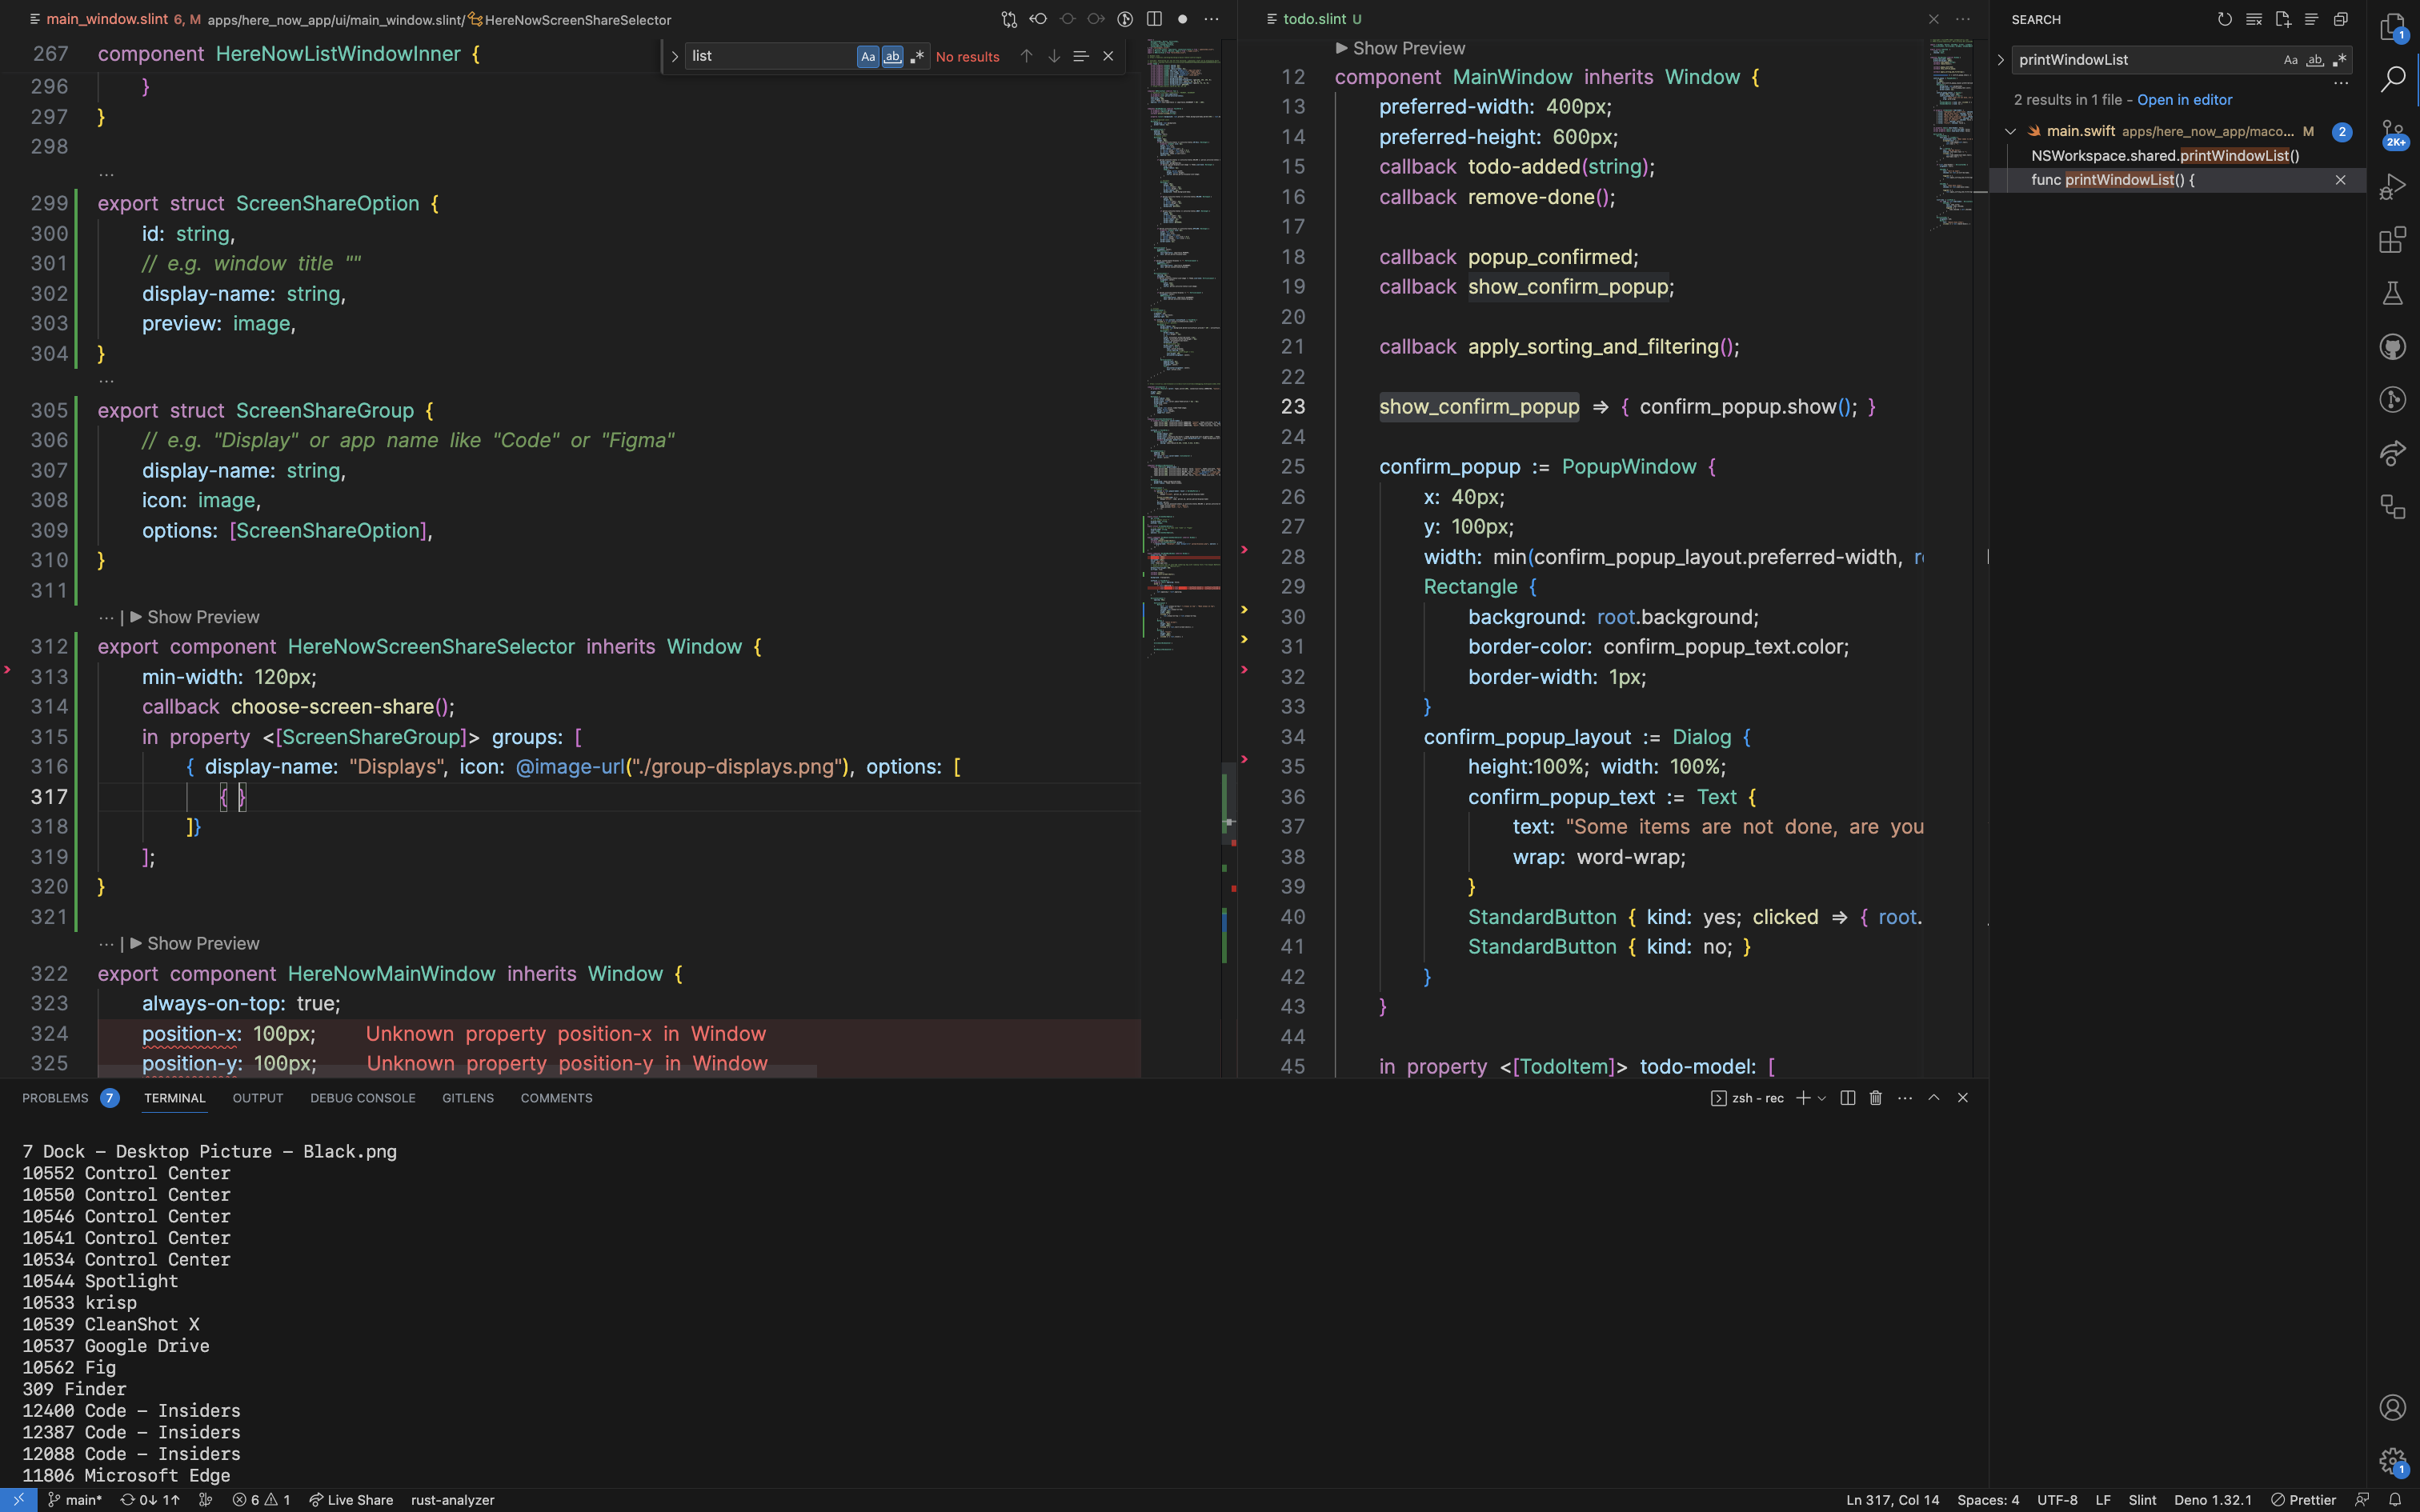 main_window.slint 6, M apps/here_now_app/ui/main_window.slint/ HereNowScreenShareSelector
267 component HereNowListWindowInner {
list Aa ab .* No results
296 }
297 }
298
...
299 export struct ScreenShareOption {
300 id: string,
301 // e.g. window title ""
302 display-name: string,
303 preview: image,
304 }
...
305 export struct ScreenShareGroup {
306 // e.g. "Display" or app name like "Code" or "Figma"
307 display-name: string,
308 icon: image,
309 options: [ScreenShareOption],
310 }
311
... | ▶ Show Preview
312 export component HereNowScreenShareSelector inherits Window {
313 min-width: 120px;
314 callback choose-screen-share();
315 in property <[ScreenShareGroup]> groups: [
316 { display-name: "Displays", icon: @image-url("./group-displays.png"), options: [
317 { }
318 ]}
319 ];
320 }
321
... | ▶ Show Preview
322 export component HereNowMainWindow inherits Window {
323 always-on-top: true;
324 position-x: 100px; Unknown property position-x in Window
325 position-y: 100px; Unknown property position-y in Window
todo.slint U
▶ Show Preview
12 component MainWindow inherits Window {
13 preferred-width: 400px;
14 preferred-height: 600px;
15 callback todo-added(string);
16 callback remove-done();
17
18 callback popup_confirmed;
19 callback show_confirm_popup;
20
21 callback apply_sorting_and_filtering();
22
23 show_confirm_popup ⇒ { confirm_popup.show(); }
24
25 confirm_popup := PopupWindow {
26 x: 40px;
27 y: 100px;
28 width: min(confirm_popup_layout.preferred-width, r
29 Rectangle {
30 background: root.background;
31 border-color: confirm_popup_text.color;
32 border-width: 1px;
33 }
34 confirm_popup_layout := Dialog {
35 height:100%; width: 100%;
36 confirm_popup_text := Text {
37 text: "Some items are not done, are you
38 wrap: word-wrap;
39 }
40 StandardButton { kind: yes; clicked ⇒ { root.
41 StandardButton { kind: no; }
42 }
43 }
44
45 in property <[TodoItem]> todo-model: [
SEARCH
printWindowList Aa ab .*
...
2 results in 1 file - Open in editor
main.swift apps/here_now_app/maco... M 2
NSWorkspace.shared.printWindowList()
func printWindowList() {
1
2K+
1
PROBLEMS 7 TERMINAL OUTPUT DEBUG CONSOLE GITLENS COMMENTS
zsh - rec
7 Dock – Desktop Picture – Black.png
10552 Control Center
10550 Control Center
10546 Control Center
10541 Control Center
10534 Control Center
10544 Spotlight
10533 krisp
10539 CleanShot X
10537 Google Drive
10562 Fig
309 Finder
12400 Code – Insiders
12387 Code – Insiders
12088 Code – Insiders
11806 Microsoft Edge
main* 0↓ 1↑ 6 1 Live Share rust-analyzer
Ln 317, Col 14 Spaces: 4 UTF-8 LF Slint Deno 1.32.1 Prettier